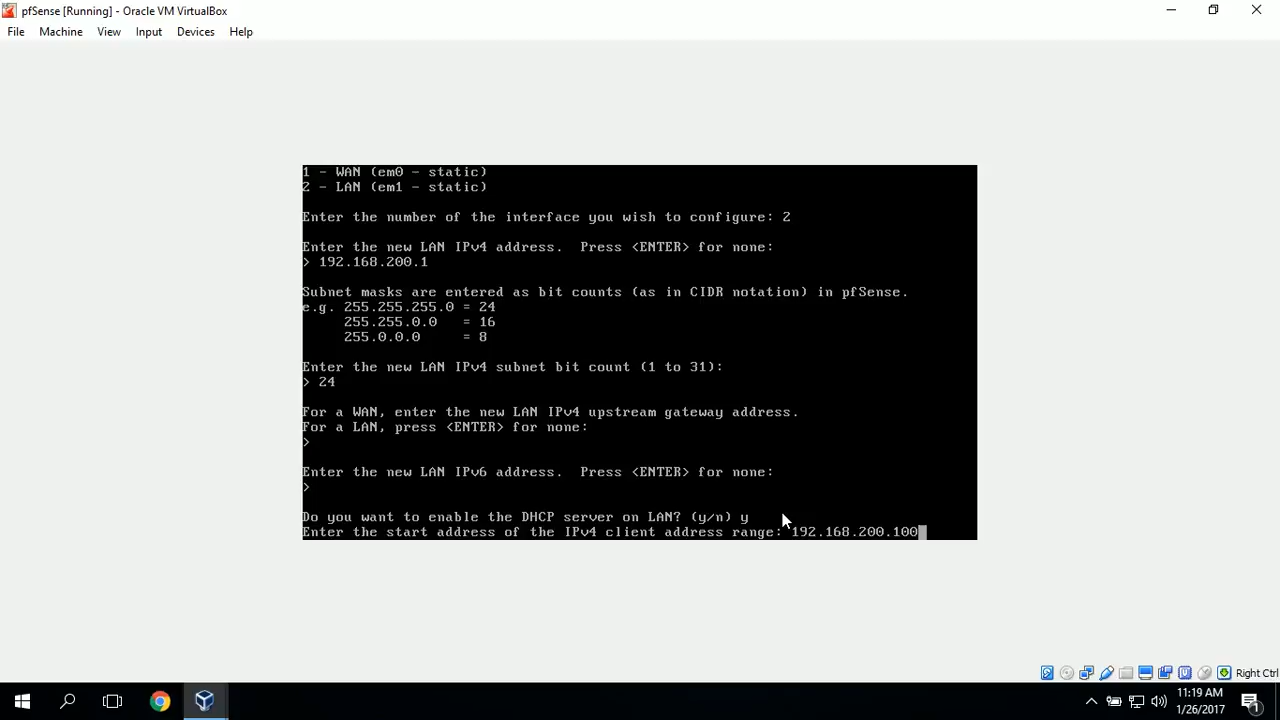 pfSense [Running] - Oracle VM VirtualBox
File Machine View Input Devices Help
1 - WAN (em0 - static)
2 - LAN (em1 - static)
Enter the number of the interface you wish to configure: 2
Enter the new LAN IPv4 address.  Press <ENTER> for none:
> 192.168.200.1
Subnet masks are entered as bit counts (as in CIDR notation) in pfSense.
e.g. 255.255.255.0 = 24
255.255.0.0   = 16
255.0.0.0     = 8
Enter the new LAN IPv4 subnet bit count (1 to 31):
> 24
For a WAN, enter the new LAN IPv4 upstream gateway address.
For a LAN, press <ENTER> for none:
>
Enter the new LAN IPv6 address.  Press <ENTER> for none:
>
Do you want to enable the DHCP server on LAN? (y/n) y
Enter the start address of the IPv4 client address range: 192.168.200.100
Right Ctrl
11:19 AM
1/26/2017
1